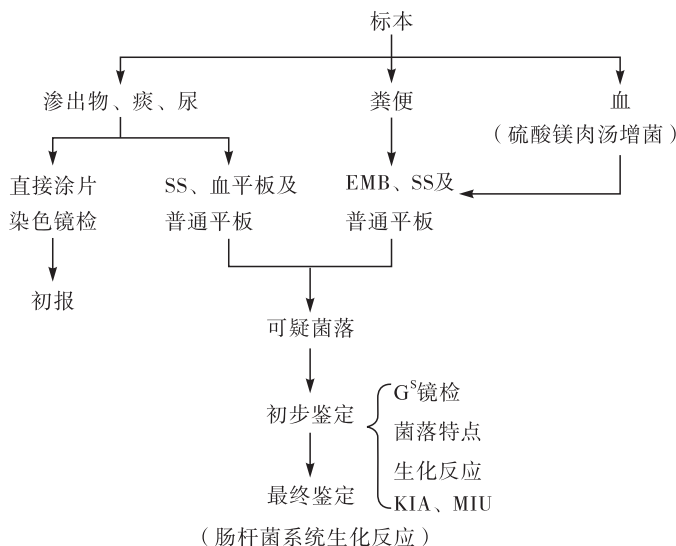 标本
渗出物、痰、尿
粪便
血
（硫酸镁肉汤增菌）
直接涂片
染色镜检
SS、血平板及
普通平板
EMB、SS及
普通平板
初报
可疑菌落
初步鉴定
Gˢ镜检
菌落特点
生化反应
KIA、MIU
最终鉴定
（肠杆菌系统生化反应）